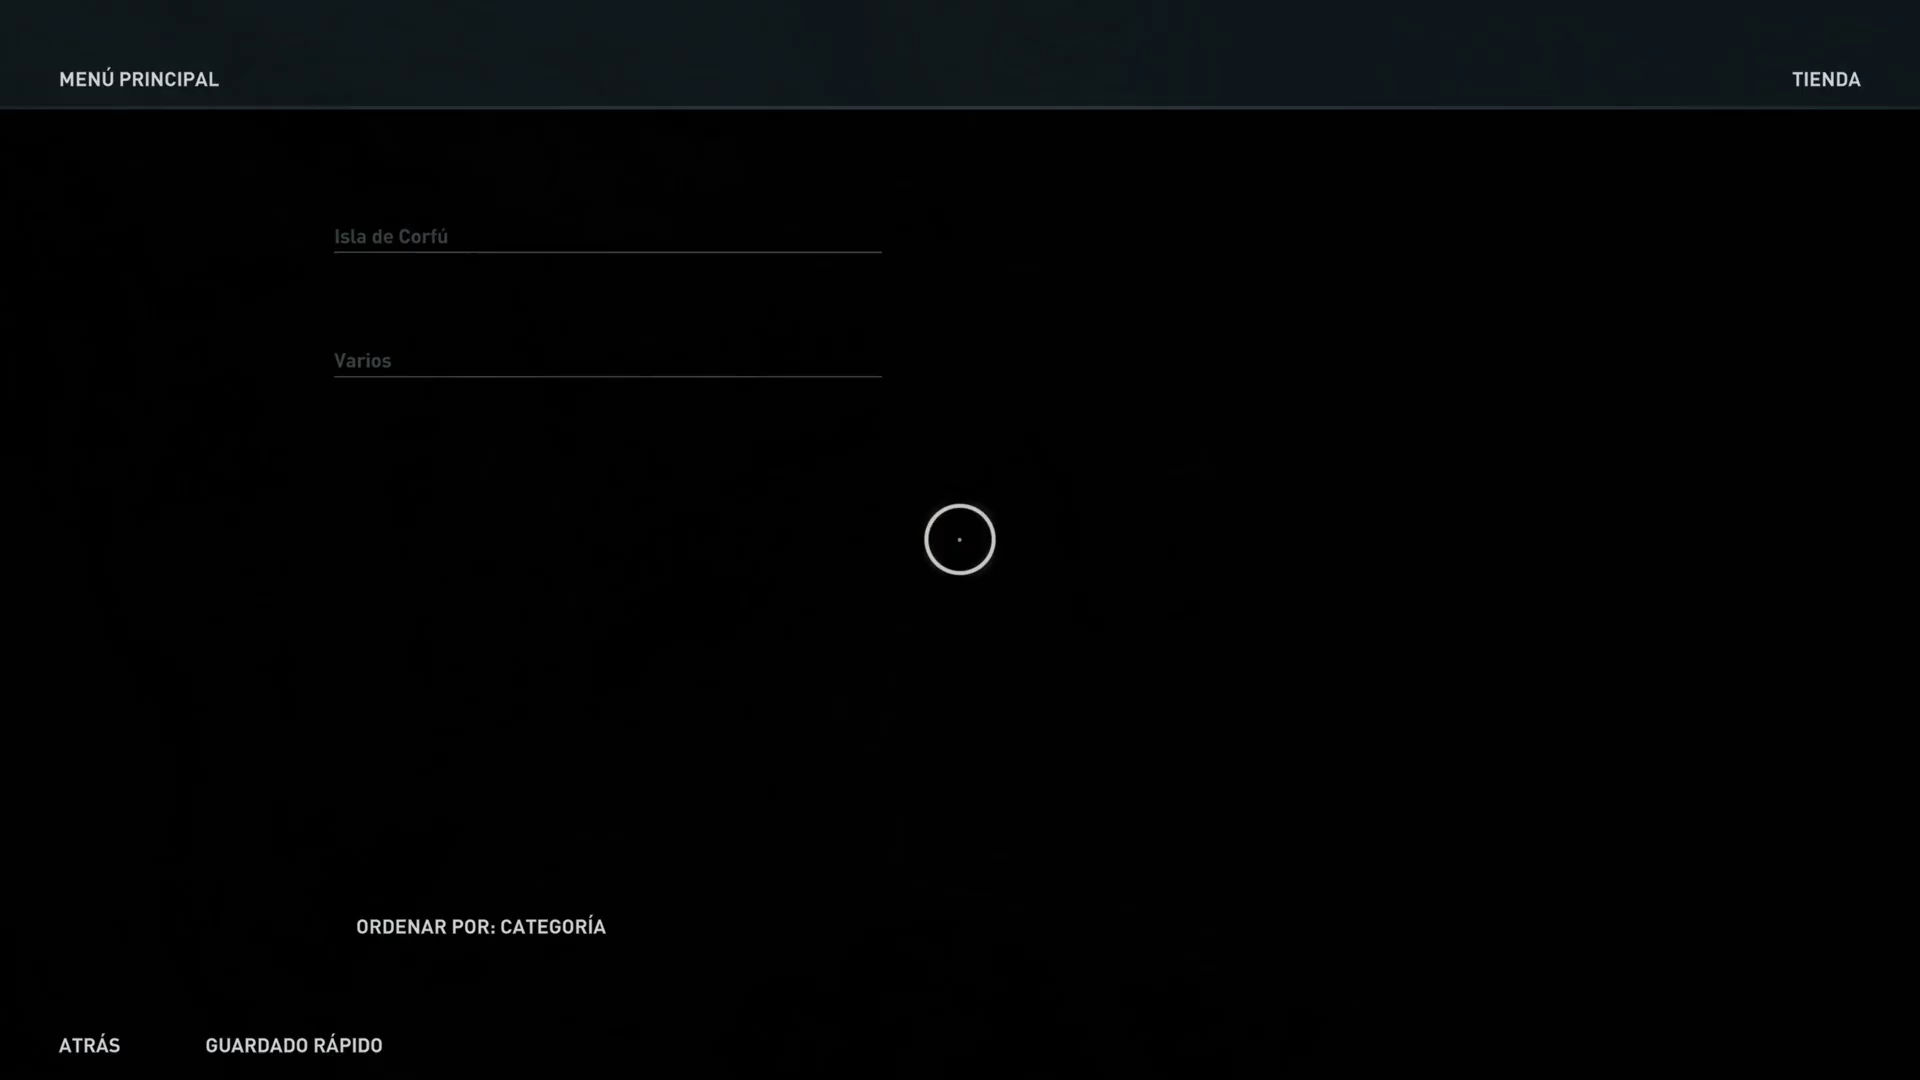 MENÚ PRINCIPAL
TIENDA
Isla de Corfú
Varios
ORDENAR POR: CATEGORÍA
ATRÁS
GUARDADO RÁPIDO